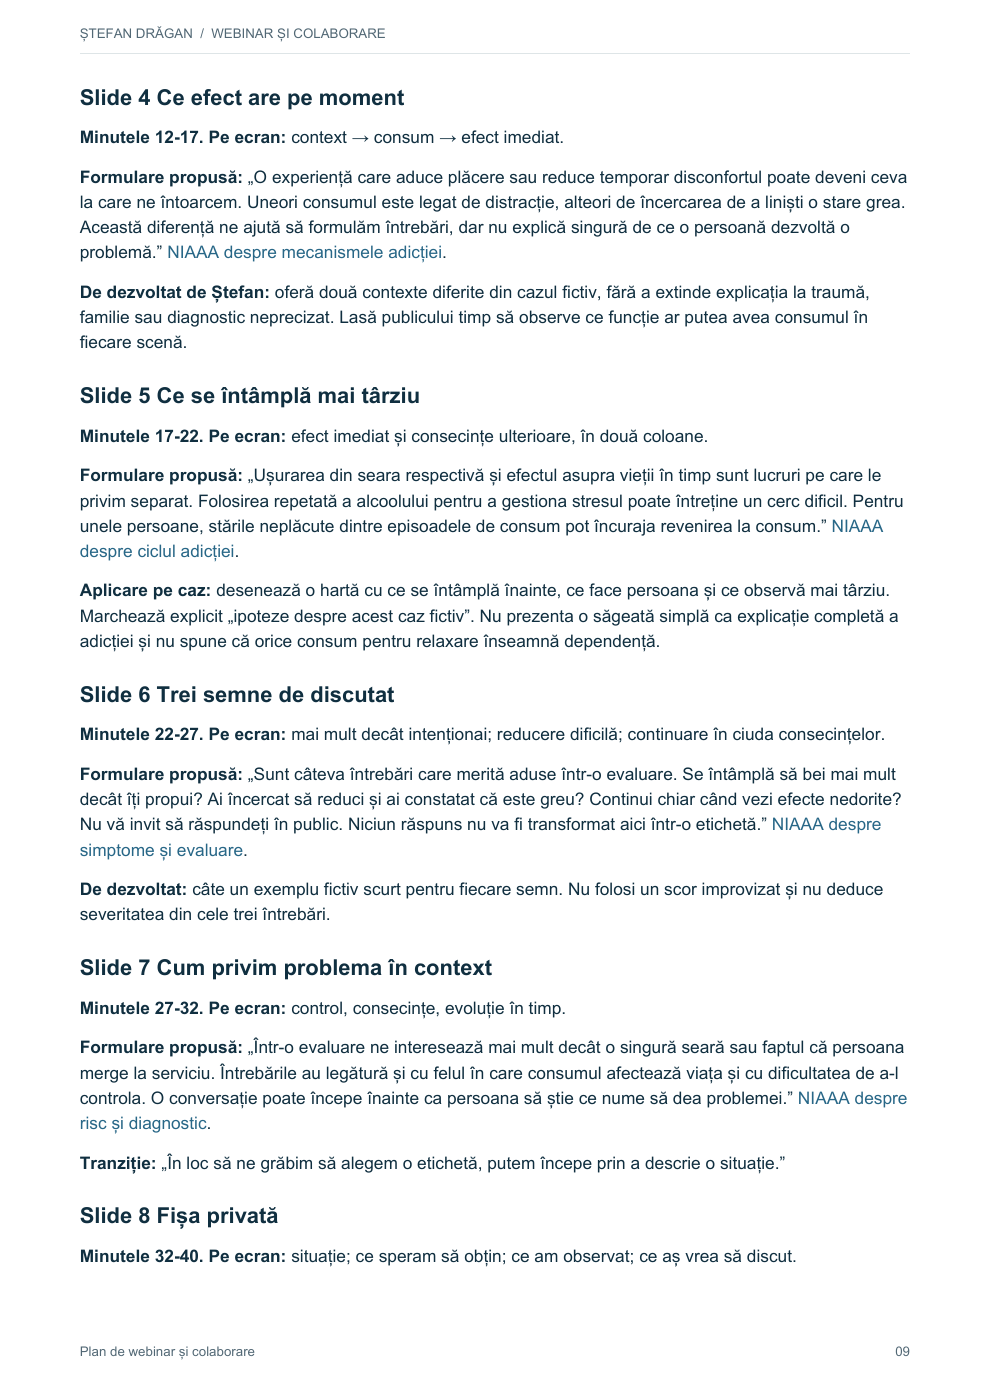 ȘTEFAN DRĂGAN / WEBINAR ȘI COLABORARE
Slide 4 Ce efect are pe moment
Minutele 12-17. Pe ecran: context → consum → efect imediat.
Formulare propusă: „O experiență care aduce plăcere sau reduce temporar disconfortul poate deveni ceva
la care ne întoarcem. Uneori consumul este legat de distracție, alteori de încercarea de a liniști o stare grea.
Această diferență ne ajută să formulăm întrebări, dar nu explică singură de ce o persoană dezvoltă o
problemă.” NIAAA despre mecanismele adicției.
De dezvoltat de Ștefan: oferă două contexte diferite din cazul fictiv, fără a extinde explicația la traumă,
familie sau diagnostic neprecizat. Lasă publicului timp să observe ce funcție ar putea avea consumul în
fiecare scenă.
Slide 5 Ce se întâmplă mai târziu
Minutele 17-22. Pe ecran: efect imediat și consecințe ulterioare, în două coloane.
Formulare propusă: „Ușurarea din seara respectivă și efectul asupra vieții în timp sunt lucruri pe care le
privim separat. Folosirea repetată a alcoolului pentru a gestiona stresul poate întreține un cerc dificil. Pentru
unele persoane, stările neplăcute dintre episoadele de consum pot încuraja revenirea la consum.” NIAAA
despre ciclul adicției.
Aplicare pe caz: desenează o hartă cu ce se întâmplă înainte, ce face persoana și ce observă mai târziu.
Marchează explicit „ipoteze despre acest caz fictiv”. Nu prezenta o săgeată simplă ca explicație completă a
adicției și nu spune că orice consum pentru relaxare înseamnă dependență.
Slide 6 Trei semne de discutat
Minutele 22-27. Pe ecran: mai mult decât intenționai; reducere dificilă; continuare în ciuda consecințelor.
Formulare propusă: „Sunt câteva întrebări care merită aduse într-o evaluare. Se întâmplă să bei mai mult
decât îți propui? Ai încercat să reduci și ai constatat că este greu? Continui chiar când vezi efecte nedorite?
Nu vă invit să răspundeți în public. Niciun răspuns nu va fi transformat aici într-o etichetă.” NIAAA despre
simptome și evaluare.
De dezvoltat: câte un exemplu fictiv scurt pentru fiecare semn. Nu folosi un scor improvizat și nu deduce
severitatea din cele trei întrebări.
Slide 7 Cum privim problema în context
Minutele 27-32. Pe ecran: control, consecințe, evoluție în timp.
Formulare propusă: „Într-o evaluare ne interesează mai mult decât o singură seară sau faptul că persoana
merge la serviciu. Întrebările au legătură și cu felul în care consumul afectează viața și cu dificultatea de a-l
controla. O conversație poate începe înainte ca persoana să știe ce nume să dea problemei.” NIAAA despre
risc și diagnostic.
Tranziție: „În loc să ne grăbim să alegem o etichetă, putem începe prin a descrie o situație.”
Slide 8 Fișa privată
Minutele 32-40. Pe ecran: situație; ce speram să obțin; ce am observat; ce aș vrea să discut.
Plan de webinar și colaborare
09